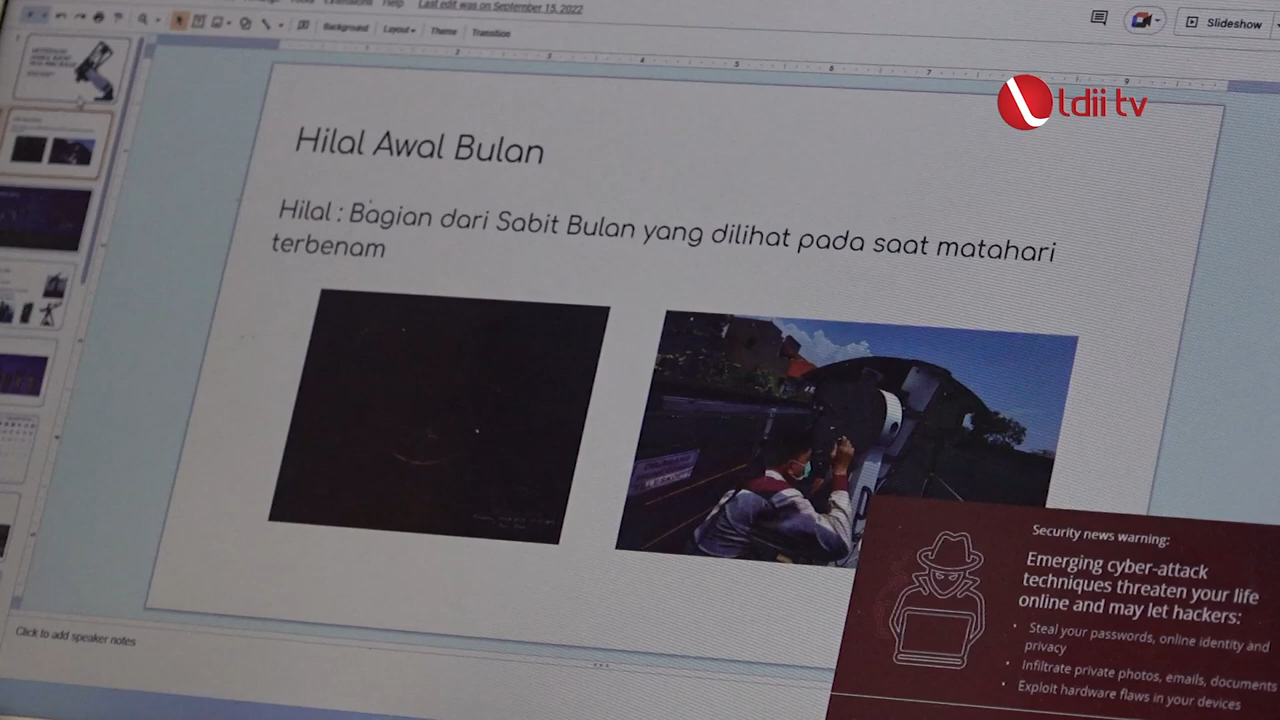 Extensions Help Last edit was on September 15, 2022
Background Layout Theme Transition
Slideshow
ldii tv
Hilal Awal Bulan
Hilal : Bagian dari Sabit Bulan yang dilihat pada saat matahari
terbenam
Click to add speaker notes
Security news warning:
Emerging cyber-attack
techniques threaten your life
online and may let hackers:
• Steal your passwords, online identity and
privacy
• Infiltrate private photos, emails, documents
• Exploit hardware flaws in your devices